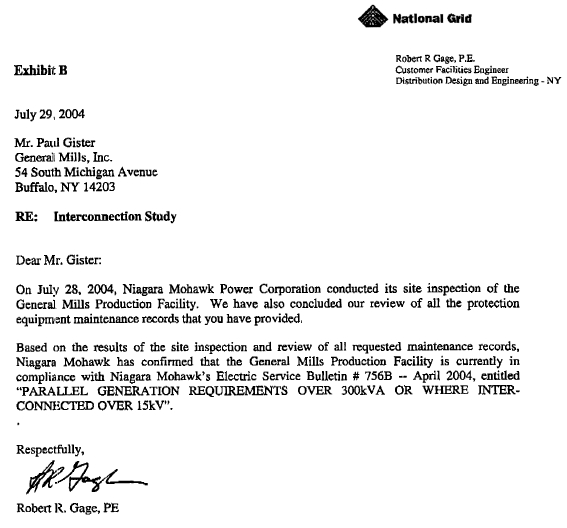 National Grid
Robert R Gage, P.E.
Customer Facilities Engineer
Distribution Design and Engineering - NY
Exhibit B
July 29, 2004
Mr. Paul Gister
General Mills, Inc.
54 South Michigan Avenue
Buffalo, NY 14203
RE: Interconnection Study
Dear Mr. Gister:
On July 28, 2004, Niagara Mohawk Power Corporation conducted its site inspection of the
General Mills Production Facility. We have also concluded our review of all the protection
equipment maintenance records that you have provided.
Based on the results of the site inspection and review of all requested maintenance records,
Niagara Mohawk has confirmed that the General Mills Production Facility is currently in
compliance with Niagara Mohawk's Electric Service Bulletin # 756B -- April 2004, entitled
“PARALLEL GENERATION REQUIREMENTS OVER 300kVA OR WHERE INTER-
CONNECTED OVER 15kV”.
Respectfully,
Robert R. Gage, PE